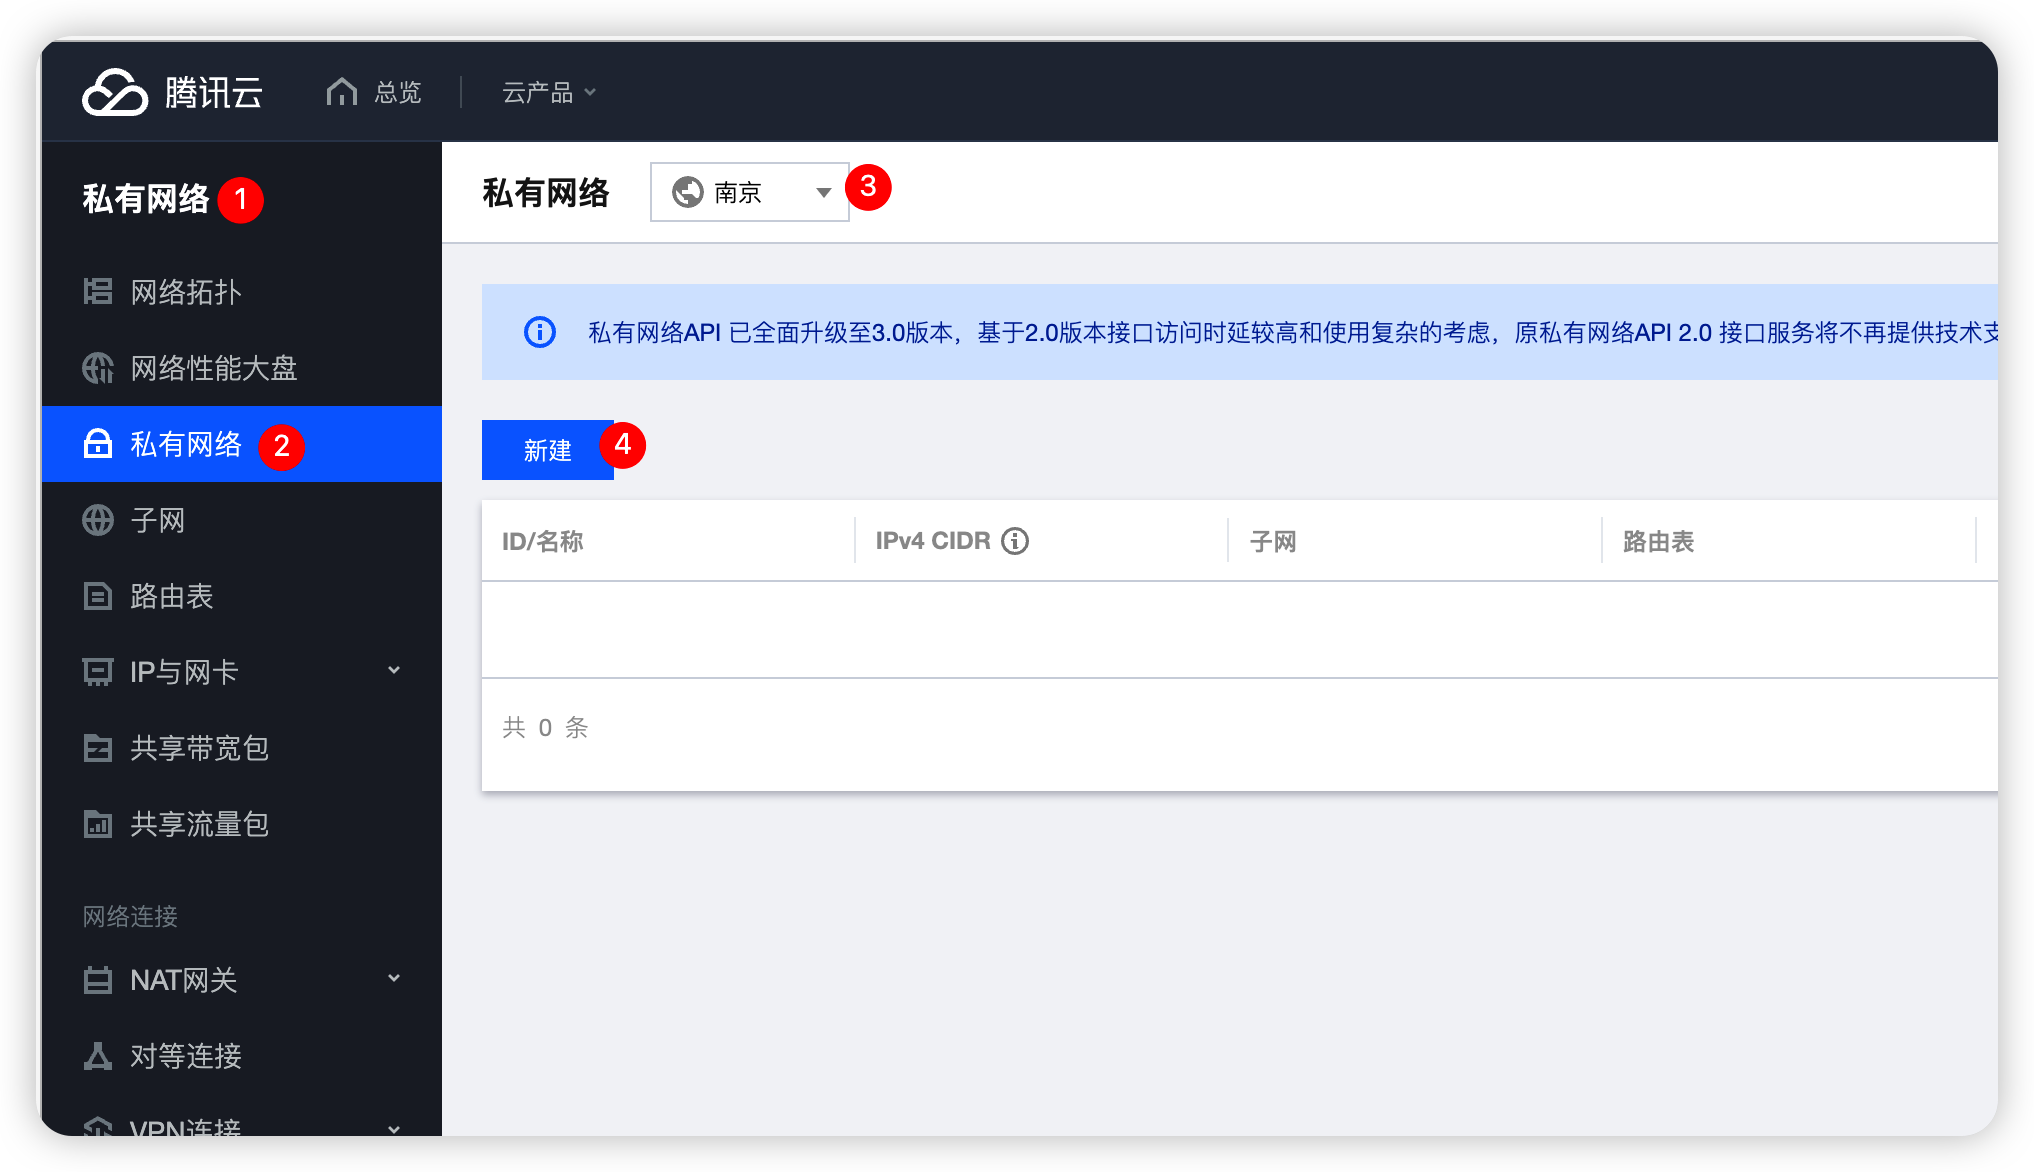 腾讯云 总览 云产品
私有网络 1
网络拓扑
网络性能大盘
私有网络 2
子网
路由表
IP与网卡
共享带宽包
共享流量包
网络连接
NAT网关
对等连接
VPN连接
私有网络 南京 3
私有网络API 已全面升级至3.0版本，基于2.0版本接口访问时延较高和使用复杂的考虑，原私有网络API 2.0 接口服务将不再提供技术支
新建 4
ID/名称 IPv4 CIDR 子网 路由表
共 0 条